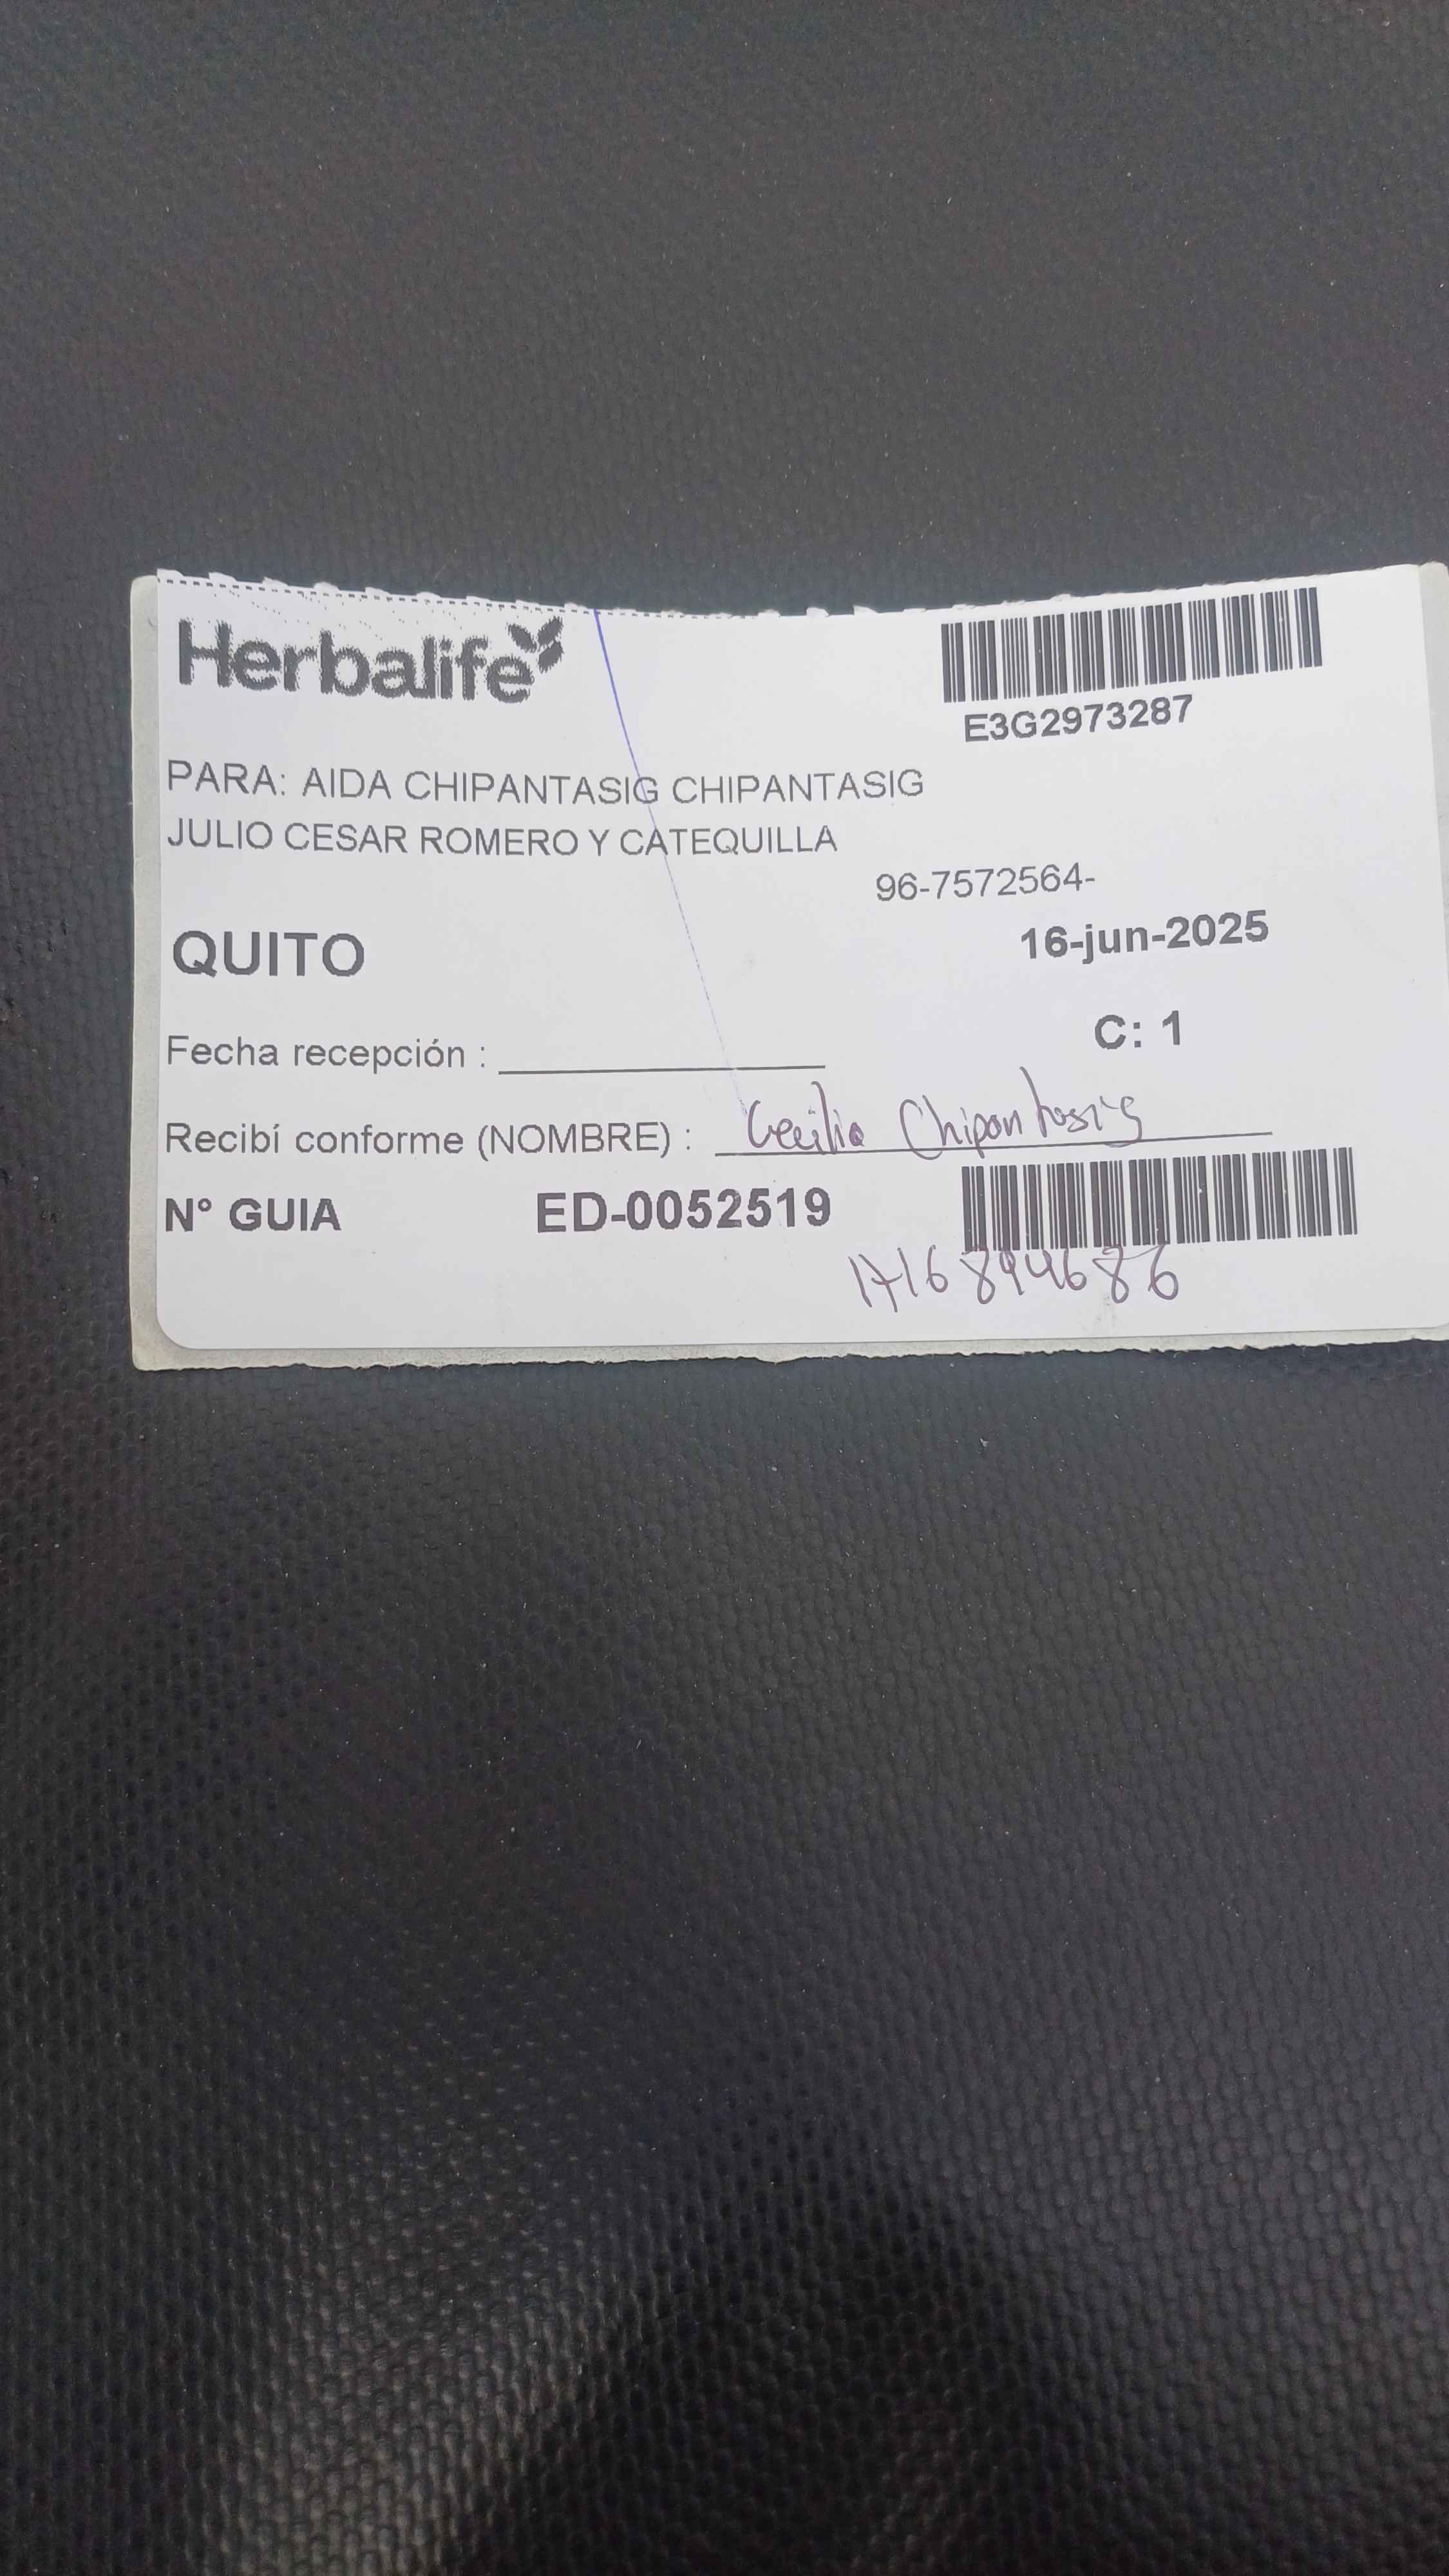 Herbalife
E3G2973287
PARA: AIDA CHIPANTASIG CHIPANTASIG
JULIO CESAR ROMERO Y CATEQUILLA
96-7572564-
QUITO
16-jun-2025
C: 1
Fecha recepción :
Recibí conforme (NOMBRE) : Cecilia Chipantasig
N° GUIA ED-0052519
1716894686